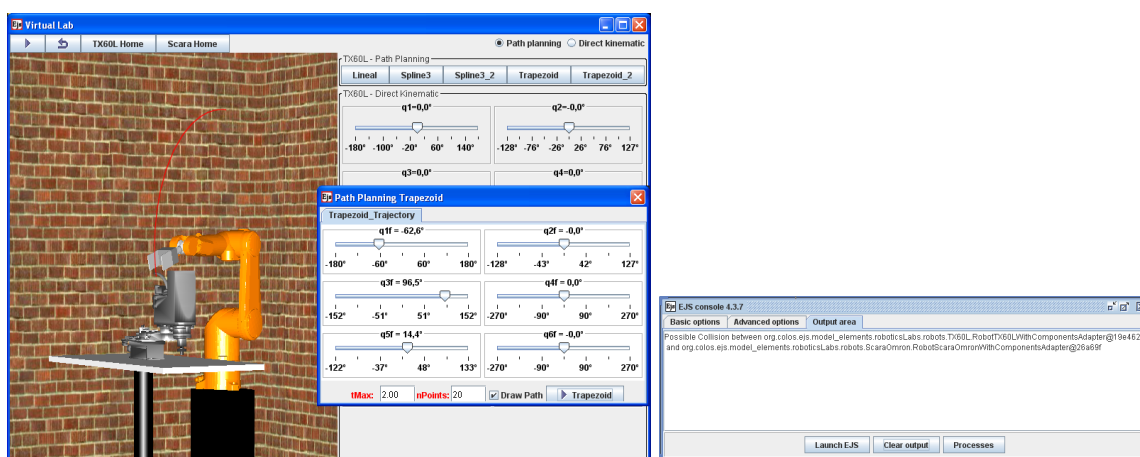 Virtual Lab
TX60L Home Scara Home Path planning Direct kinematic
TX60L - Path Planning
Lineal Spline3 Spline3_2 Trapezoid Trapezoid_2
TX60L - Direct Kinematic
q1=0,0° q2=-0,0°
-180° -100° -20° 60° 140° -128° -76° -26° 26° 76° 127°
q3=0,0° q4=0,0°
Path Planning Trapezoid
Trapezoid_Trajectory
q1f = -62,6° q2f = -0,0°
-180° -60° 60° 180° -128° -43° 42° 127°
q3f = 96,5° q4f = 0,0°
-152° -51° 51° 152° -270° -90° 90° 270°
q5f = 14,4° q6f = -0,0°
-122° -37° 48° 133° -270° -90° 90° 270°
tMax: 2.00 nPoints: 20 Draw Path Trapezoid
EJS console 4.3.7
Basic options Advanced options Output area
Possible Collision between org.colos.ejs.model_elements.roboticsLabs.robots.TX60L.RobotTX60LWithComponentsAdapter@19e462
and org.colos.ejs.model_elements.roboticsLabs.robots.ScaraOmron.RobotScaraOmronWithComponentsAdapter@26a69f
Launch EJS Clear output Processes